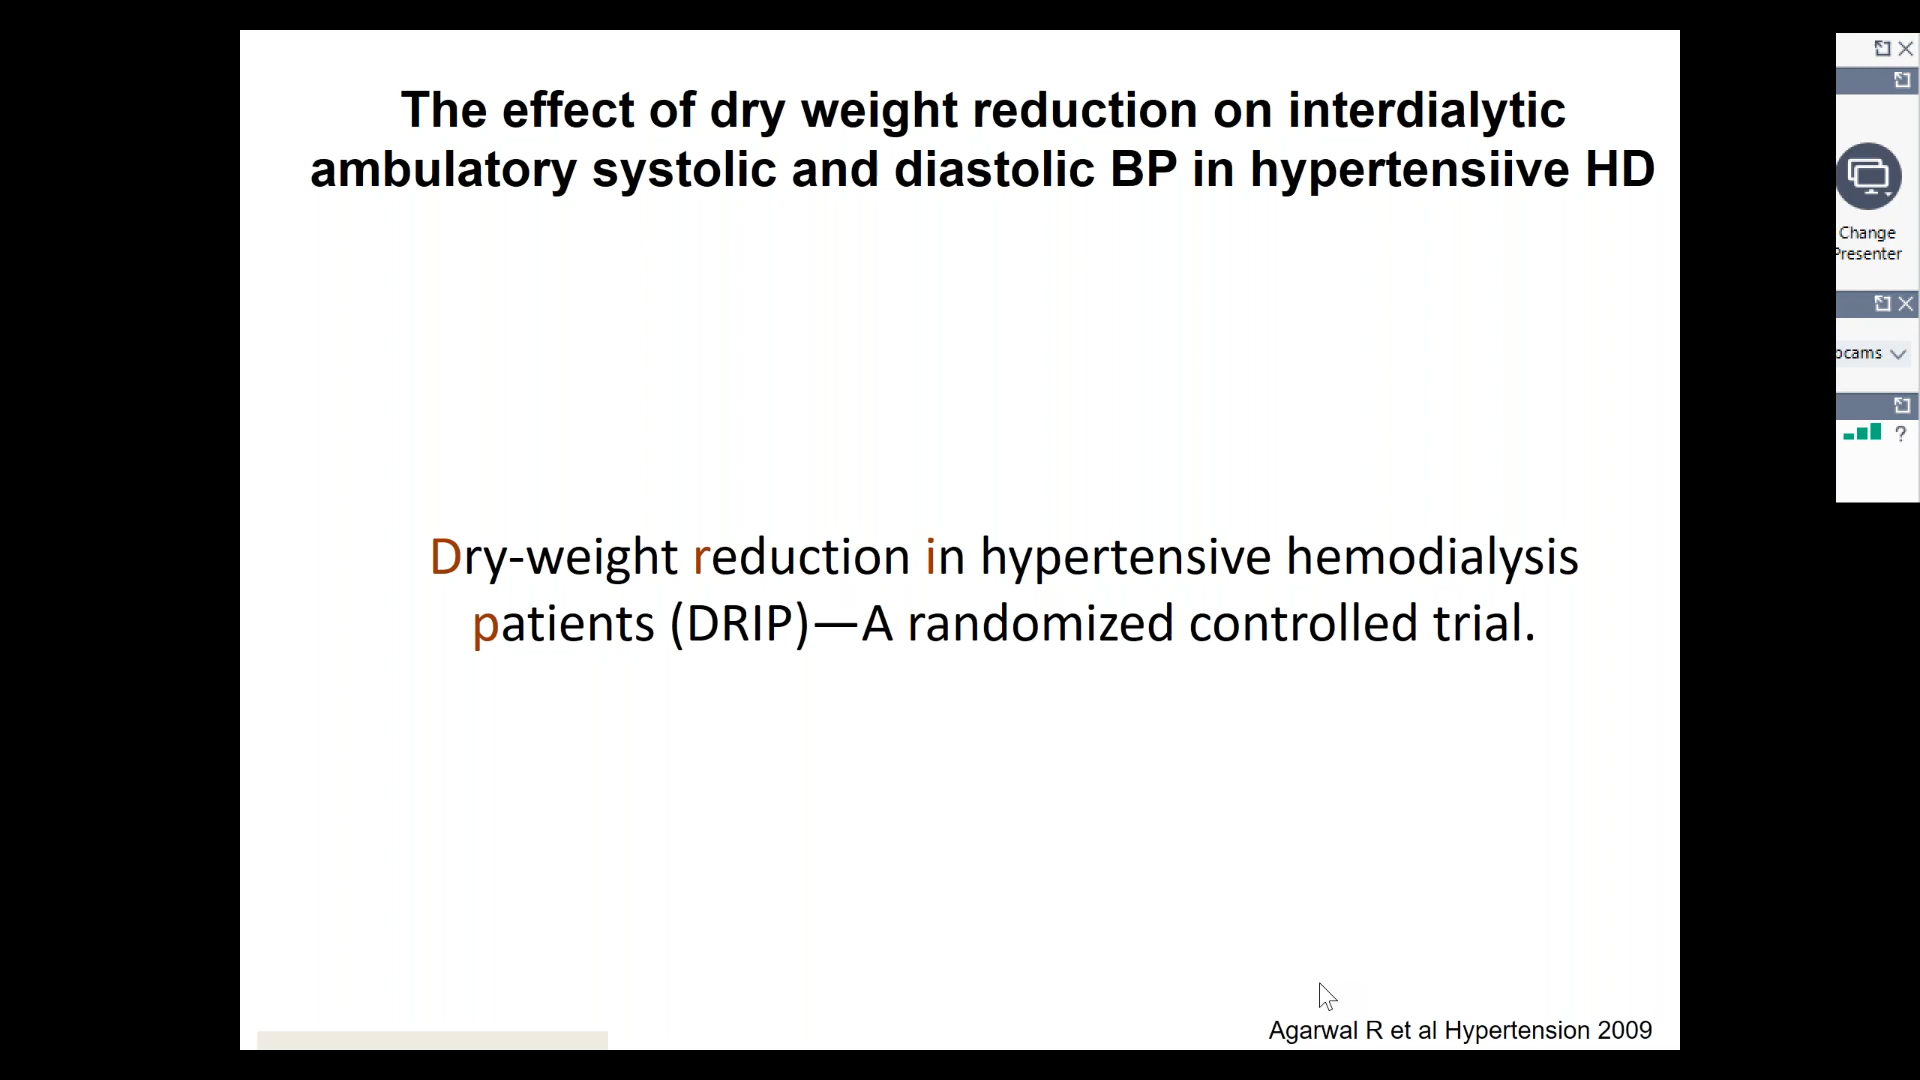 The effect of dry weight reduction on interdialytic
ambulatory systolic and diastolic BP in hypertensiive HD
Dry-weight reduction in hypertensive hemodialysis
patients (DRIP)—A randomized controlled trial.
Agarwal R et al Hypertension 2009
Change
Presenter
bcams
?